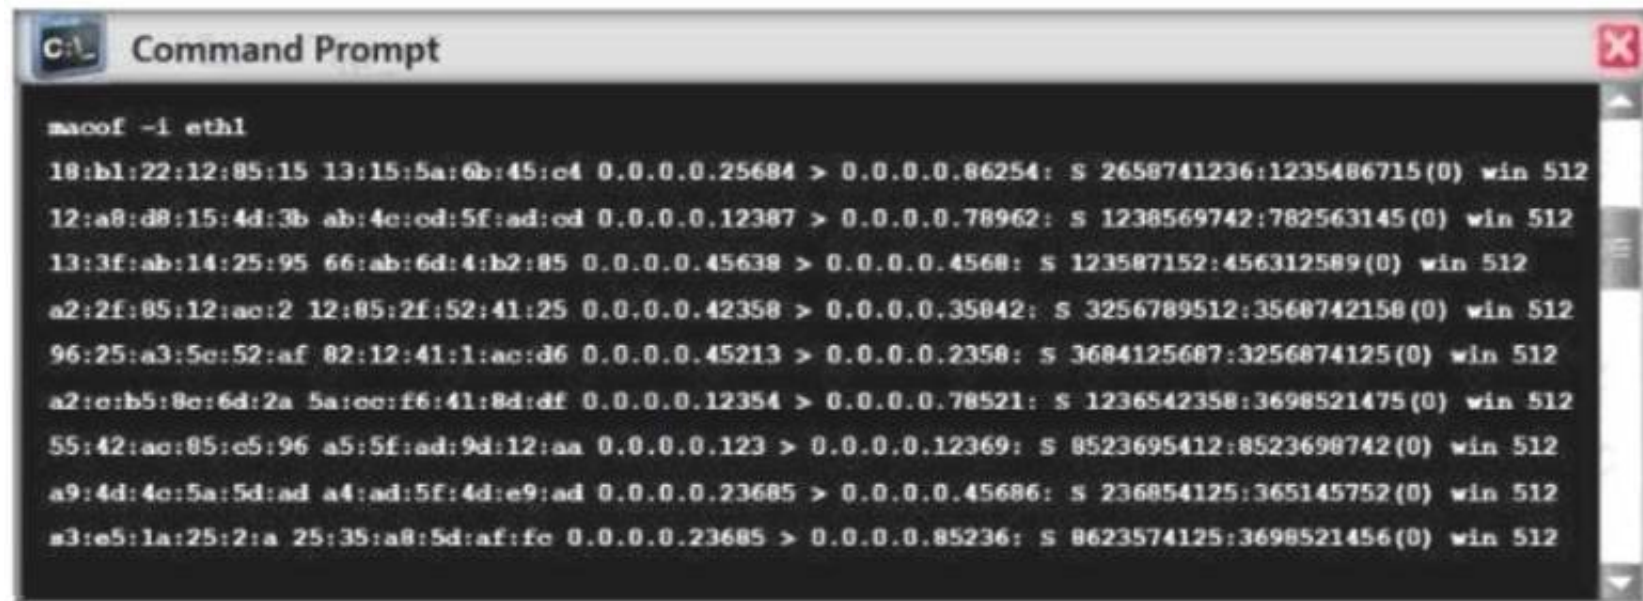 C:\_ Command Prompt
macof -i eth1
18:b1:22:12:85:15 13:15:5a:6b:45:c4 0.0.0.0.25684 > 0.0.0.0.86254: S 2658741236:1235486715(0) win 512
12:a8:d8:15:4d:3b ab:4c:cd:5f:ad:cd 0.0.0.0.12387 > 0.0.0.0.78962: S 1238569742:782563145(0) win 512
13:3f:ab:14:25:95 66:ab:6d:4:b2:85 0.0.0.0.45638 > 0.0.0.0.4568: S 123587152:456312589(0) win 512
a2:2f:85:12:ac:2 12:85:2f:52:41:25 0.0.0.0.42358 > 0.0.0.0.35842: S 3256789512:3568742158(0) win 512
96:25:a3:5c:52:af 82:12:41:1:ac:d6 0.0.0.0.45213 > 0.0.0.0.2358: S 3684125687:3256874125(0) win 512
a2:c:b5:8c:6d:2a 5a:cc:f6:41:8d:df 0.0.0.0.12354 > 0.0.0.0.78521: S 1236542358:3698521475(0) win 512
55:42:ac:85:c5:96 a5:5f:ad:9d:12:aa 0.0.0.0.123 > 0.0.0.0.12369: S 8523695412:8523698742(0) win 512
a9:4d:4c:5a:5d:ad a4:ad:5f:4d:e9:ad 0.0.0.0.23685 > 0.0.0.0.45686: S 236854125:365145752(0) win 512
s3:e5:1a:25:2:a 25:35:a8:5d:af:fc 0.0.0.0.23685 > 0.0.0.0.85236: S 8623574125:3698521456(0) win 512